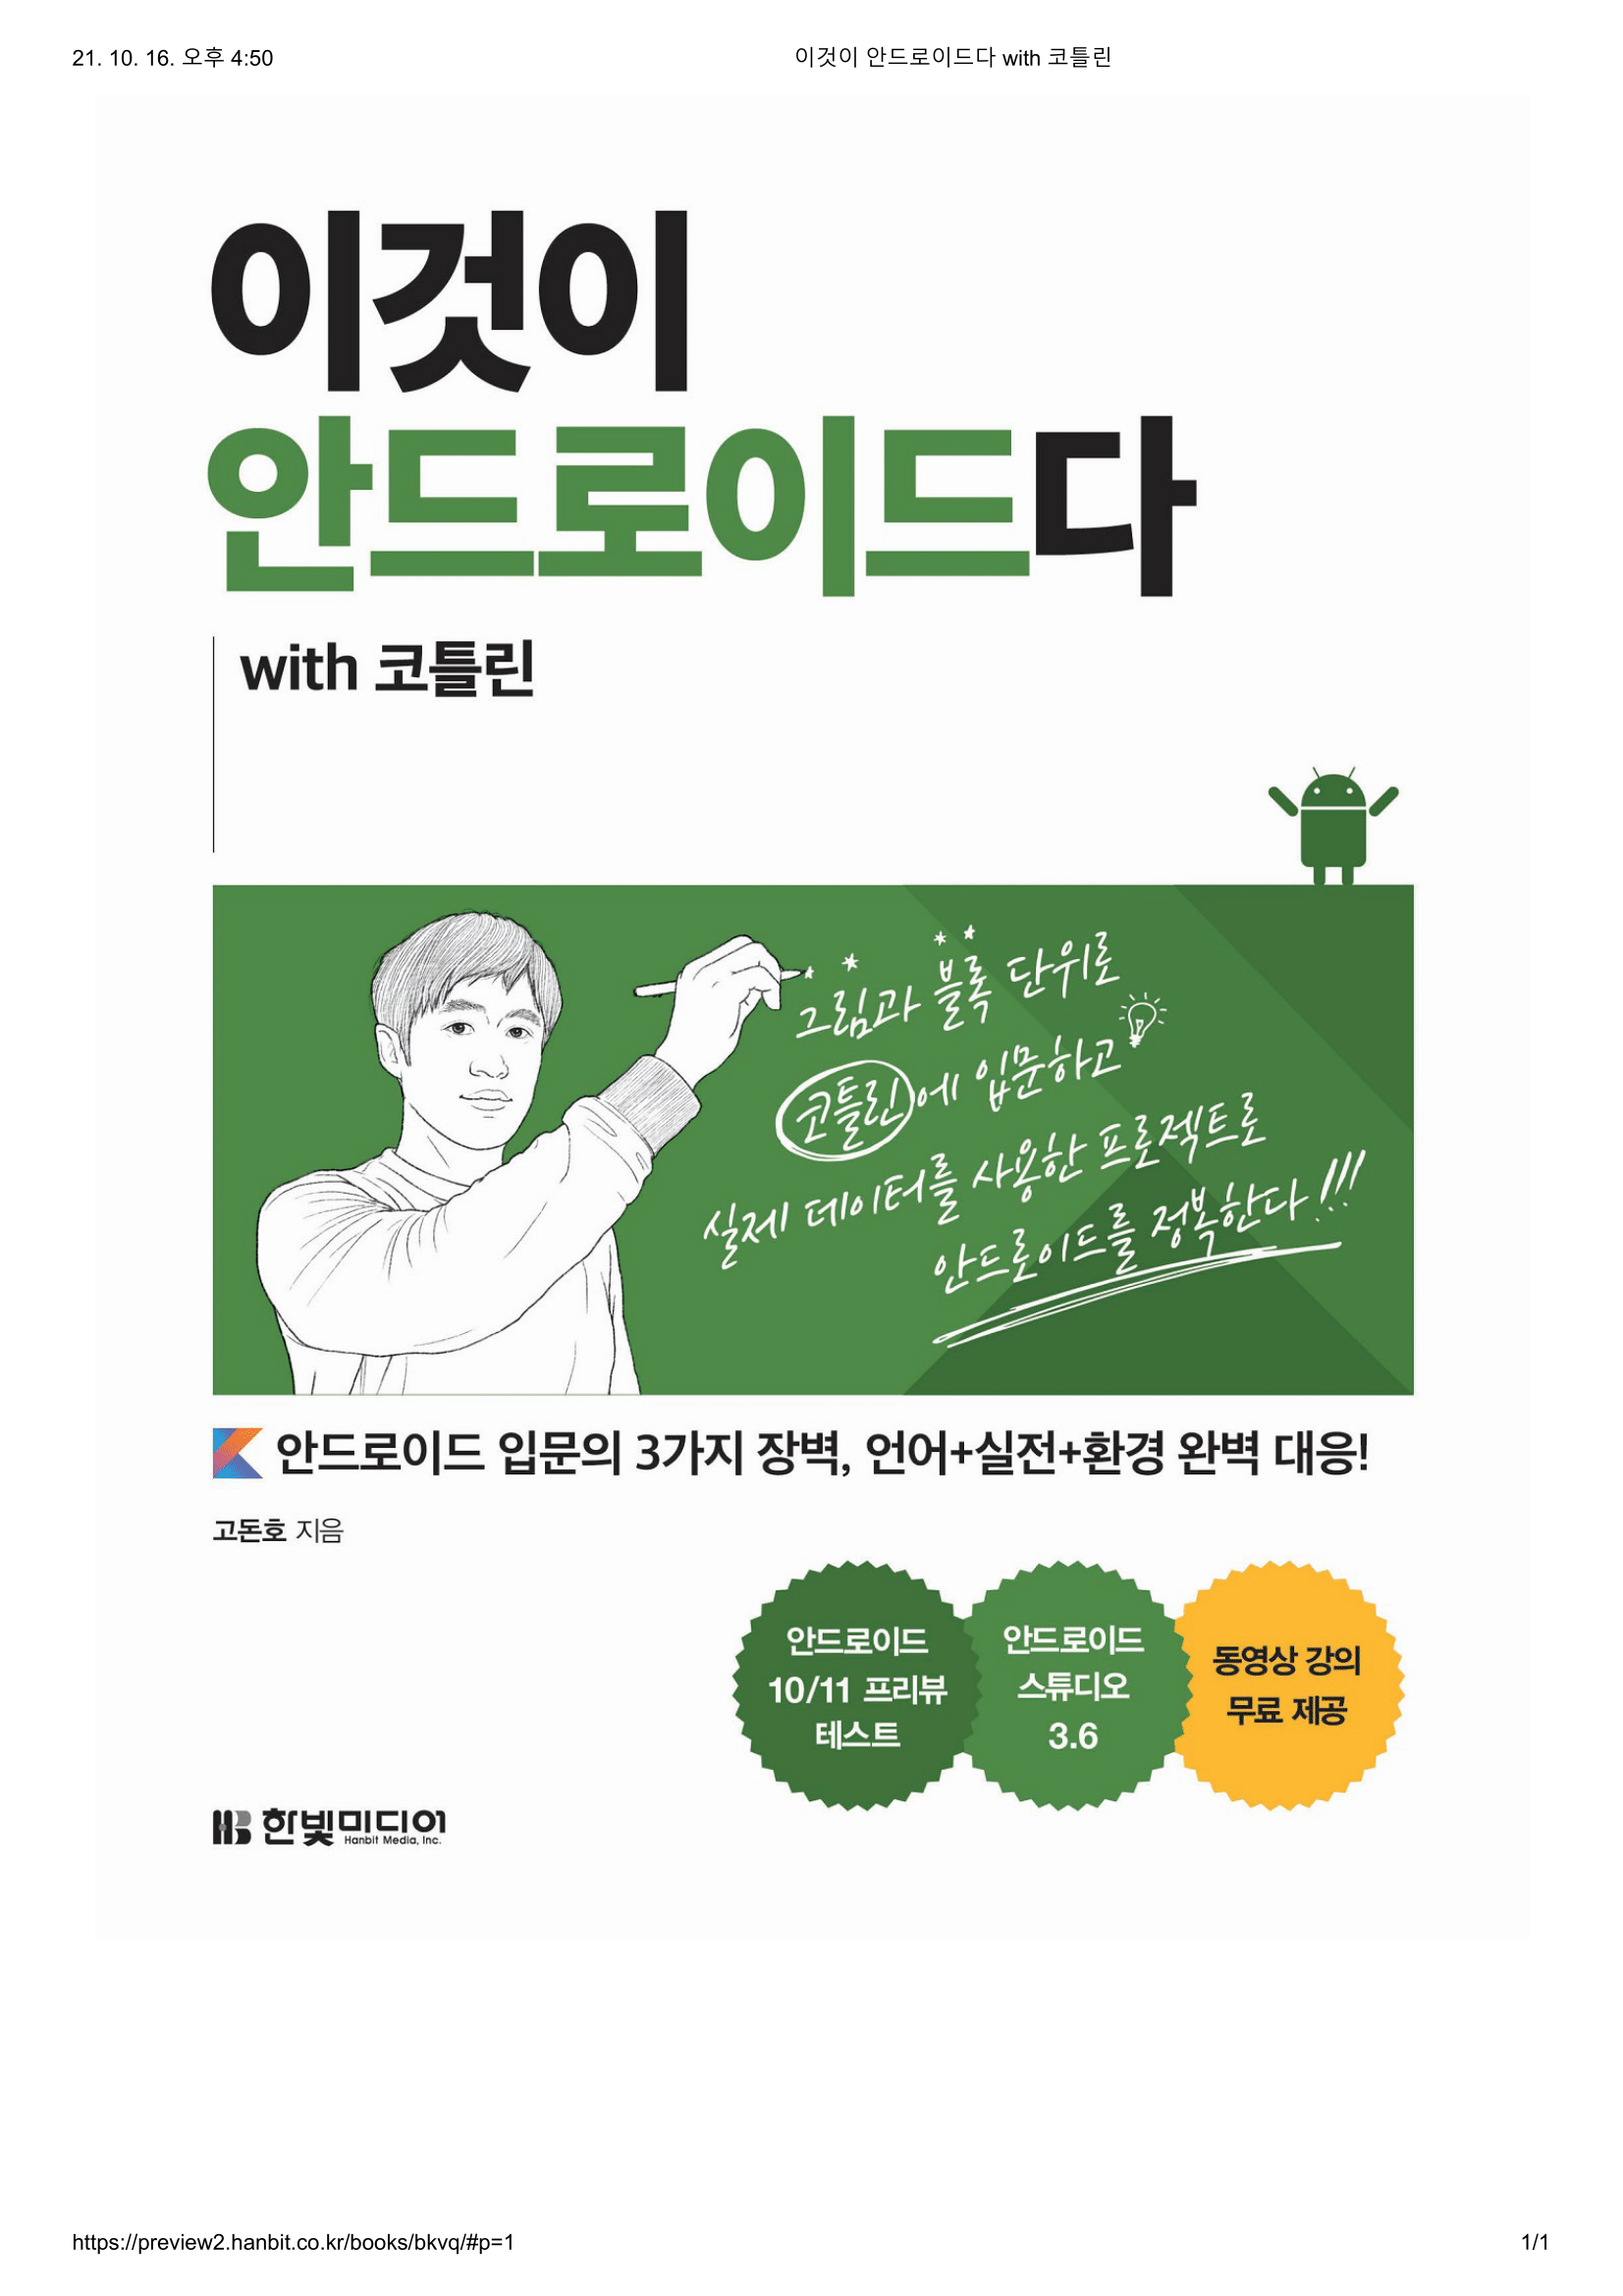 21. 10. 16. 오후 4:50
이것이 안드로이드다 with 코틀린
이것이
안드로이드다
with 코틀린
그림과 블록 단위로
코틀린에 입문하고
실제 데이터를 사용한 프로젝트로
안드로이드를 정복한다!!!
안드로이드 입문의 3가지 장벽, 언어+실전+환경 완벽 대응!
고돈호 지음
안드로이드
10/11 프리뷰
테스트
안드로이드
스튜디오
3.6
동영상 강의
무료 제공
한빛미디어
Hanbit Media, Inc.
https://preview2.hanbit.co.kr/books/bkvq/#p=1
1/1